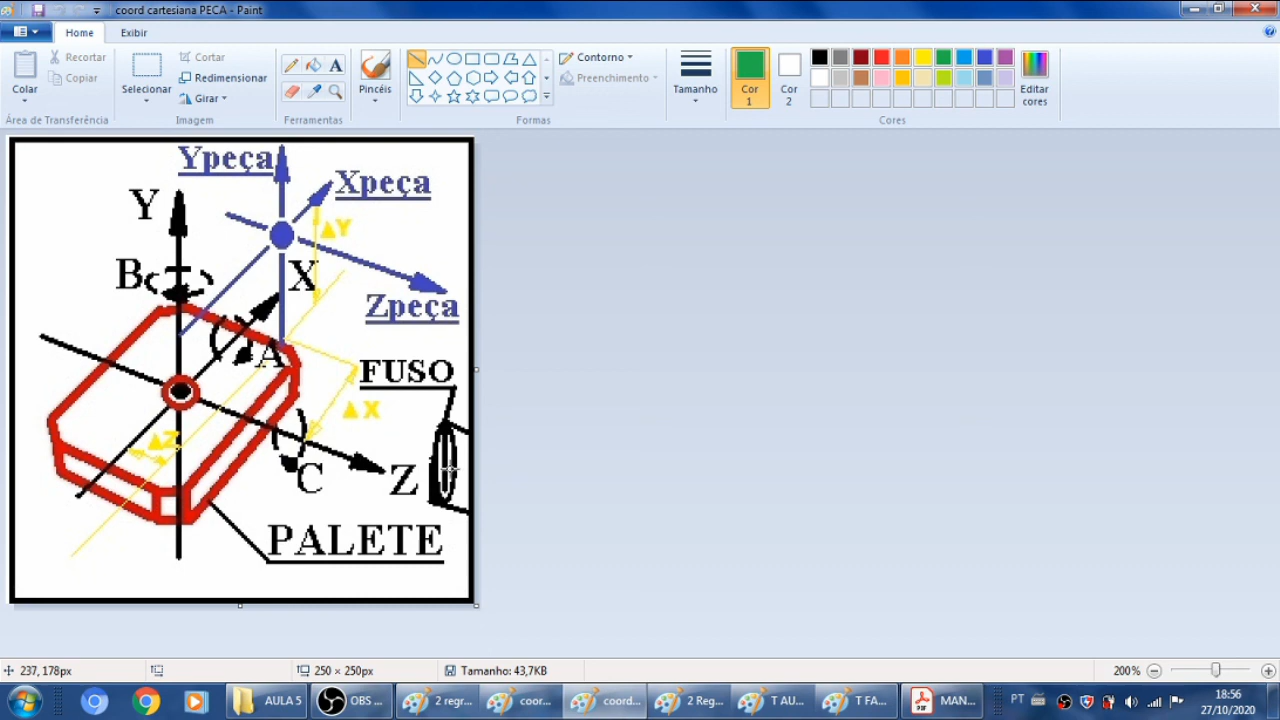 coord cartesiana PECA - Paint
Home Exibir
Colar
Recortar
Copiar
Área de Transferência
Selecionar
Cortar
Redimensionar
Girar
Imagem
A
Ferramentas
Pincéis
Contorno
Preenchimento
Formas
Tamanho
Cor 1
Cor 2
Editar cores
Cores
Ypeça
Xpeça
Y
ΔY
B
X
Zpeça
A
FUSO
ΔX
ΔZ
C
Z
PALETE
237, 178px
250 × 250px
Tamanho: 43,7KB
200%
AULA 5
OBS ...
2 regr...
coor...
coord...
2 Reg...
T AU...
T FA...
MAN...
PT
18:56
27/10/2020